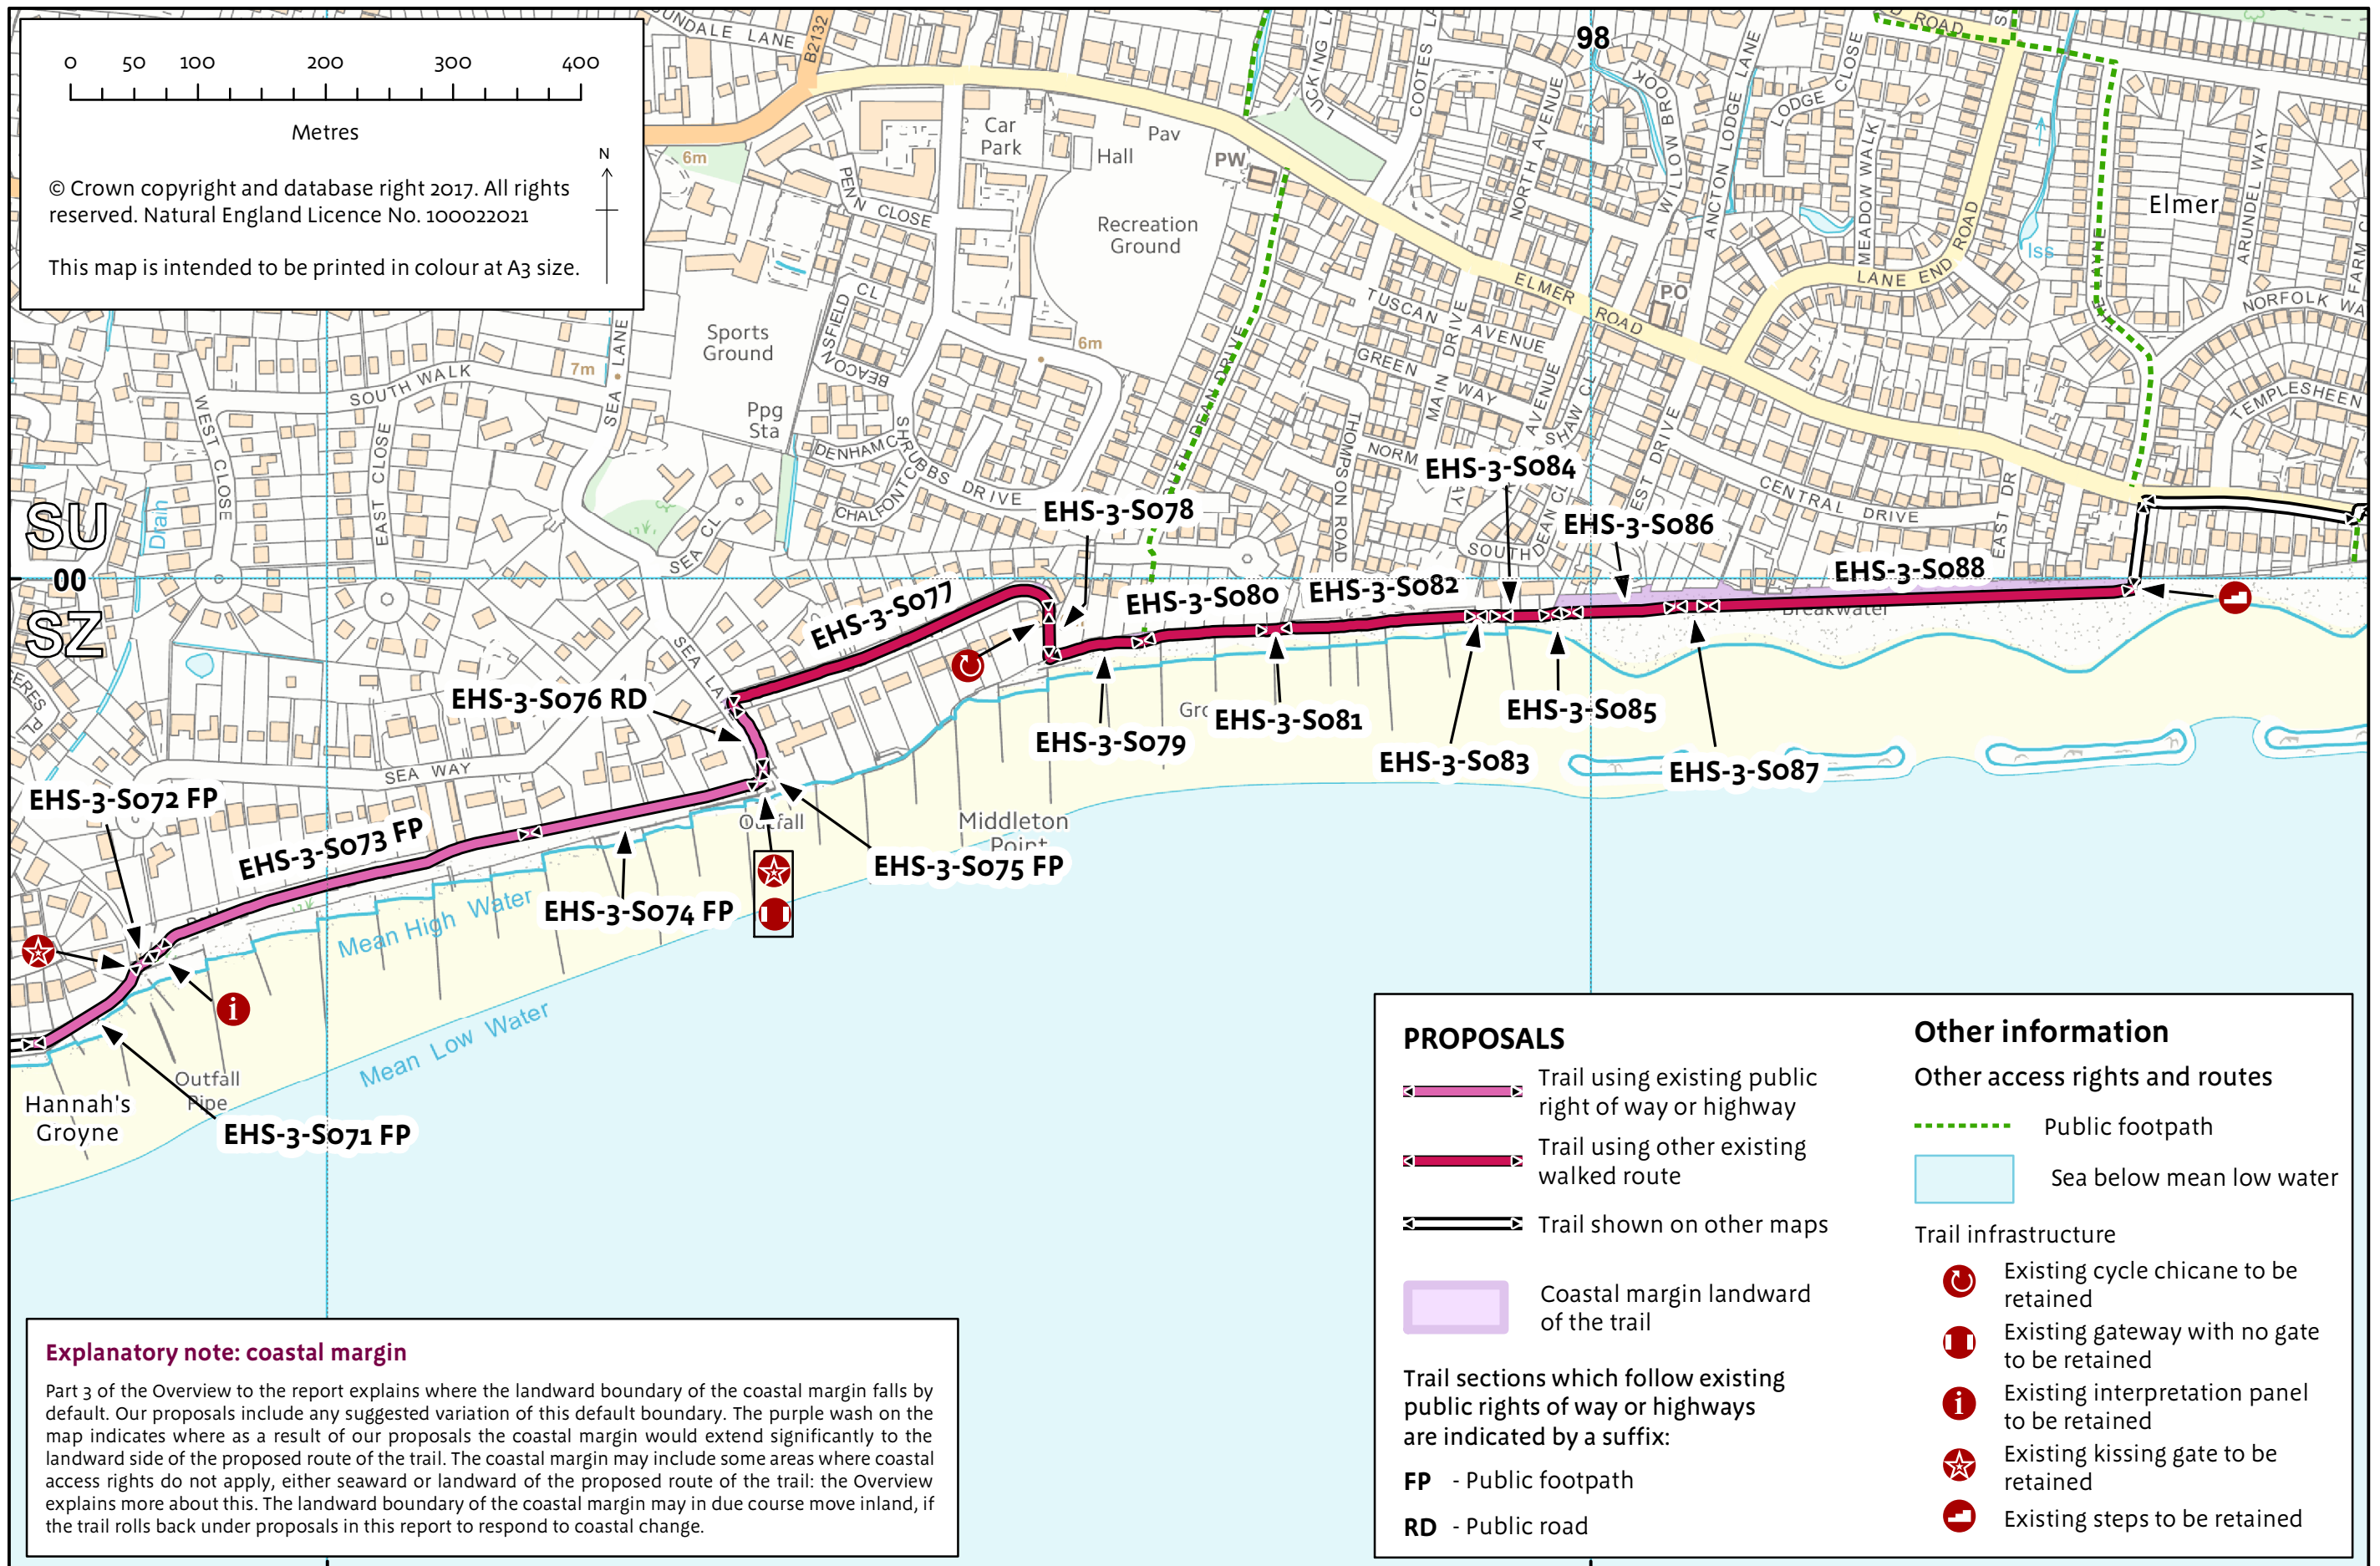 0 50 100 200 300 400
Metres
N
© Crown copyright and database right 2017. All rights
reserved. Natural England Licence No. 100022021
This map is intended to be printed in colour at A3 size.
B2132
6m
Car
Park
Hall
Pav
PW
98
COOTES LA
NORTH AVENUE
WILLOW BROOK
ANCTON LODGE LANE
LODGE CLOSE
MEADOW WALK
ROAD
Elmer
ARUNDEL WAY
Iss
LANE END ROAD
NORFOLK WA
FARM CL
TEMPLESHEEN
PENN CLOSE
Recreation
Ground
ELMER ROAD
PO
TUSCAN AVENUE
GREEN WAY
MAIN DRIVE
AVENUE
SHAW CL
THOMPSON ROAD
NORM
Sports
Ground
BEACONSFIELD CL
6m
7m
SEA LANE
SOUTH WALK
WEST CLOSE
EAST CLOSE
Ppg
Sta
DENHAM C
SHRUBBS DRIVE
CHALFONT C
SOUTHDEAN DRIVE
SOUTHDEAN CL
CENTRAL DRIVE
EAST DR
Drain
SU
00
SZ
SEA CL
SEA LA
SEA WAY
EHS-3-S084
EHS-3-S078
EHS-3-S086
EHS-3-S088
EHS-3-S082
EHS-3-S080
EHS-3-S077
Breakwater
EHS-3-S076 RD
EHS-3-S079
EHS-3-S081
EHS-3-S085
EHS-3-S083
EHS-3-S087
EHS-3-S072 FP
EHS-3-S073 FP
Outfall
Middleton
Point
EHS-3-S075 FP
EHS-3-S074 FP
Mean High Water
Mean Low Water
i
Outfall
Pipe
Hannah's
Groyne
EHS-3-S071 FP
Explanatory note: coastal margin
Part 3 of the Overview to the report explains where the landward boundary of the coastal margin falls by
default. Our proposals include any suggested variation of this default boundary. The purple wash on the
map indicates where as a result of our proposals the coastal margin would extend significantly to the
landward side of the proposed route of the trail. The coastal margin may include some areas where coastal
access rights do not apply, either seaward or landward of the proposed route of the trail: the Overview
explains more about this. The landward boundary of the coastal margin may in due course move inland, if
the trail rolls back under proposals in this report to respond to coastal change.
PROPOSALS
Trail using existing public
right of way or highway
Trail using other existing
walked route
Trail shown on other maps
Coastal margin landward
of the trail
Trail sections which follow existing
public rights of way or highways
are indicated by a suffix:
FP - Public footpath
RD - Public road
Other information
Other access rights and routes
Public footpath
Sea below mean low water
Trail infrastructure
Existing cycle chicane to be
retained
Existing gateway with no gate
to be retained
i
Existing interpretation panel
to be retained
Existing kissing gate to be
retained
Existing steps to be retained